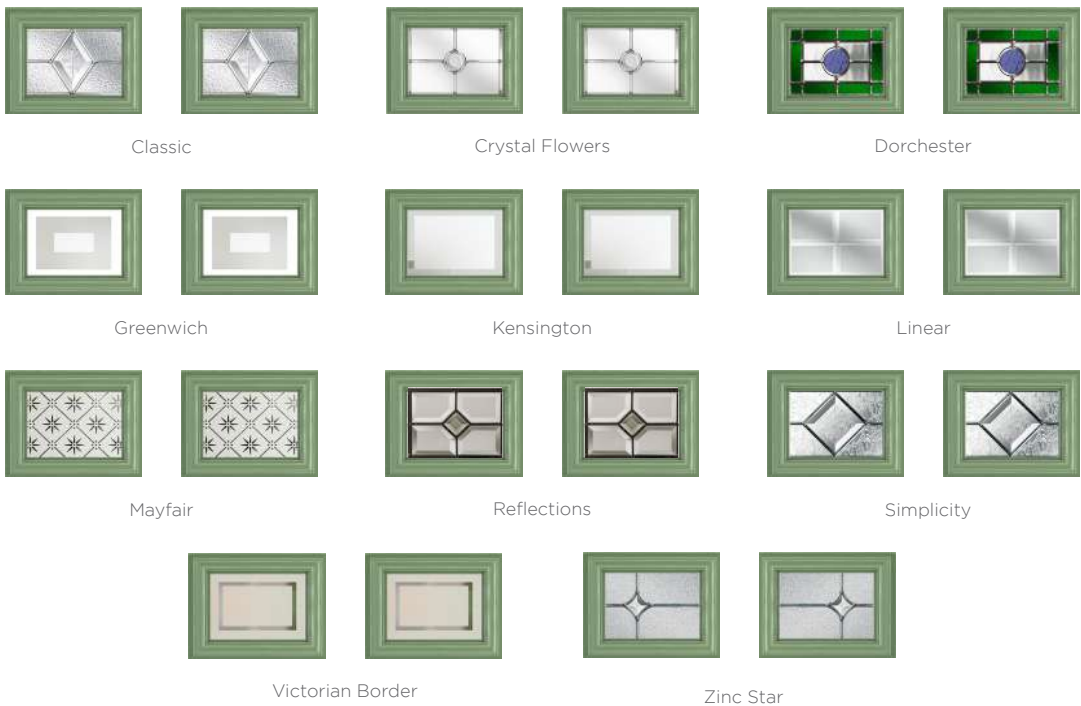 Classic
Crystal Flowers
Dorchester
Greenwich
Kensington
Linear
Mayfair
Reflections
Simplicity
Victorian Border
Zinc Star